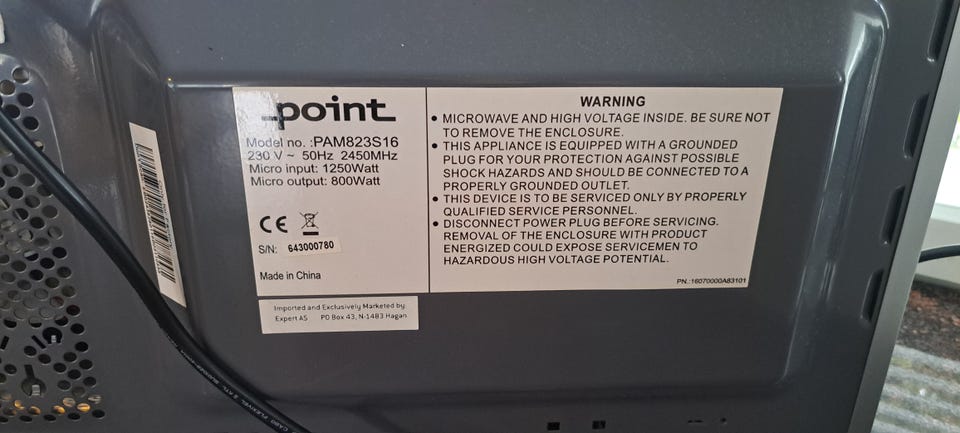 point
Model no. :PAM823S16
230 V ~ 50Hz 2450MHz
Micro input: 1250Watt
Micro output: 800Watt
CE
S/N: 643000780
Made in China
Imported and Exclusively Marketed by
Expert AS PO Box 43, N-1483 Hagan
WARNING
• MICROWAVE AND HIGH VOLTAGE INSIDE. BE SURE NOT
TO REMOVE THE ENCLOSURE.
• THIS APPLIANCE IS EQUIPPED WITH A GROUNDED
PLUG FOR YOUR PROTECTION AGAINST POSSIBLE
SHOCK HAZARDS AND SHOULD BE CONNECTED TO A
PROPERLY GROUNDED OUTLET.
• THIS DEVICE IS TO BE SERVICED ONLY BY PROPERLY
QUALIFIED SERVICE PERSONNEL.
• DISCONNECT POWER PLUG BEFORE SERVICING.
REMOVAL OF THE ENCLOSURE WITH PRODUCT
ENERGIZED COULD EXPOSE SERVICEMEN TO
HAZARDOUS HIGH VOLTAGE POTENTIAL.
PN.:16070000A83101